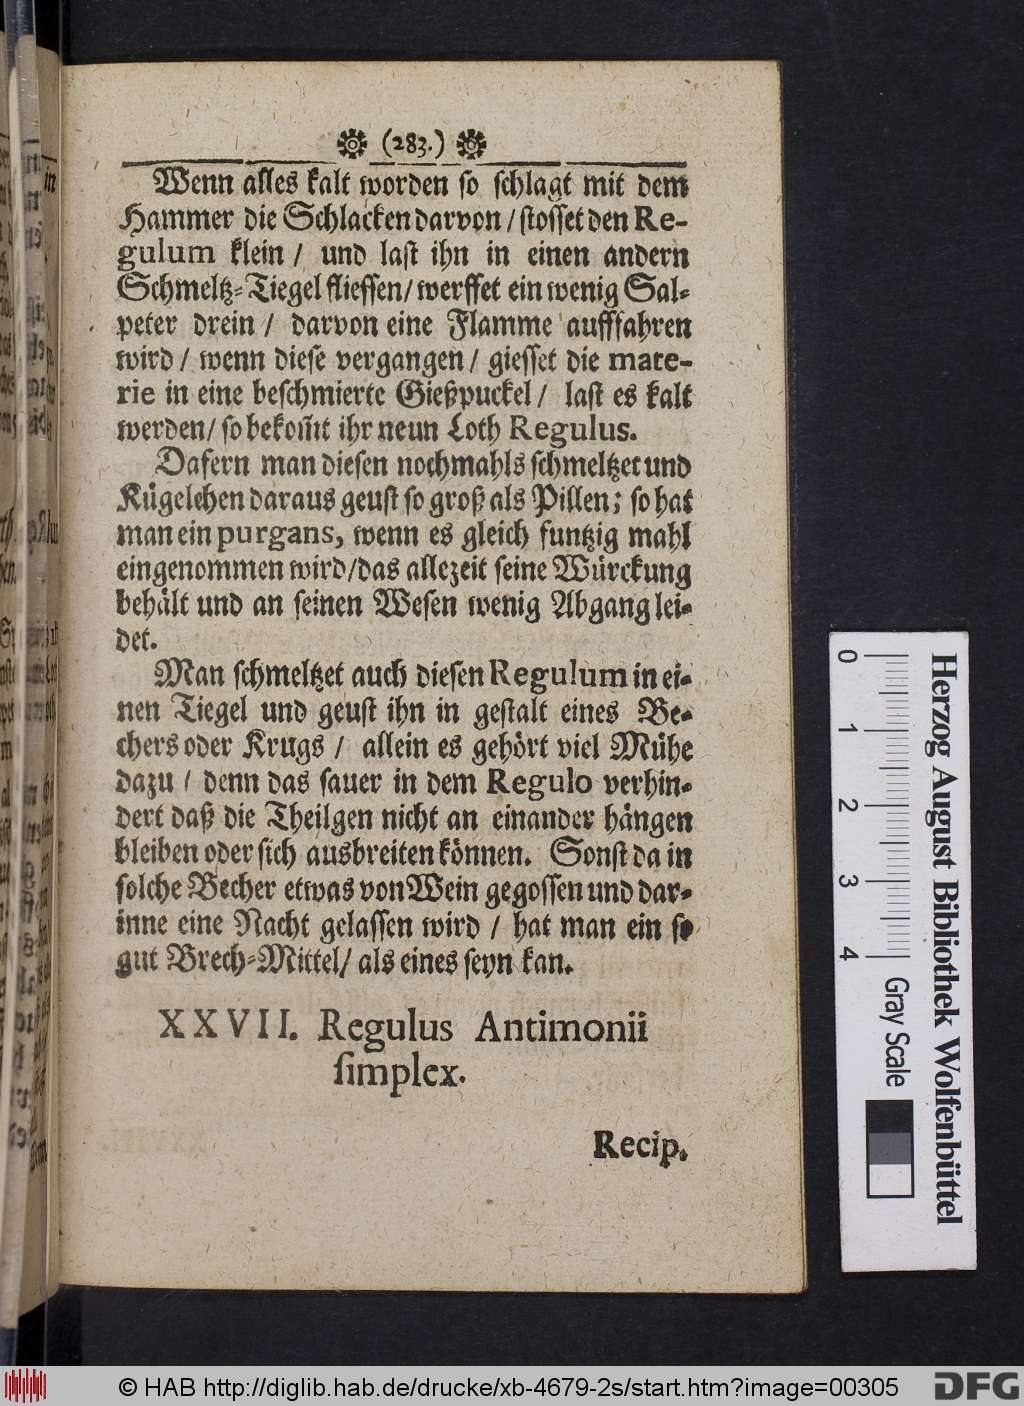 (283.)
Wenn alles kalt worden so schlagt mit dem
Hammer die Schlacken darvon / stosset den Re-
gulum klein / und last ihn in einen andern
Schmeltz-Tiegel fliessen / werffet ein wenig Sal-
peter drein / darvon eine Flamme auffahren
wird / wenn diese vergangen / giesset die mate-
rie in eine beschmierte Gießpuckel / last es kalt
werden / so bekom̃t ihr neun Loth Regulus.
Dafern man diesen nochmahls schmeltzet und
Kügelchen daraus geust so groß als Pillen; so hat
man ein purgans, wenn es gleich funtzig mahl
eingenommen wird / das allezeit seine Würckung
behält und an seinen Wesen wenig Abgang lei-
det.
Man schmeltzet auch diesen Regulum in ei-
nen Tiegel und geust ihn in gestalt eines Be-
chers oder Krugs / allein es gehört viel Mühe
dazu / denn das sauer in dem Regulo verhin-
dert daß die Theilgen nicht an einander hängen
bleiben oder sich ausbreiten können. Sonst da in
solche Becher etwas von Wein gegossen und dar-
inne eine Nacht gelassen wird / hat man ein so
gut Brech-Mittel / als eines seyn kan.
XXVII. Regulus Antimonii
simplex.
Recip.
0 1 2 3 4
Gray Scale
Herzog August Bibliothek Wolfenbüttel
© HAB http://diglib.hab.de/drucke/xb-4679-2s/start.htm?image=00305
DFG